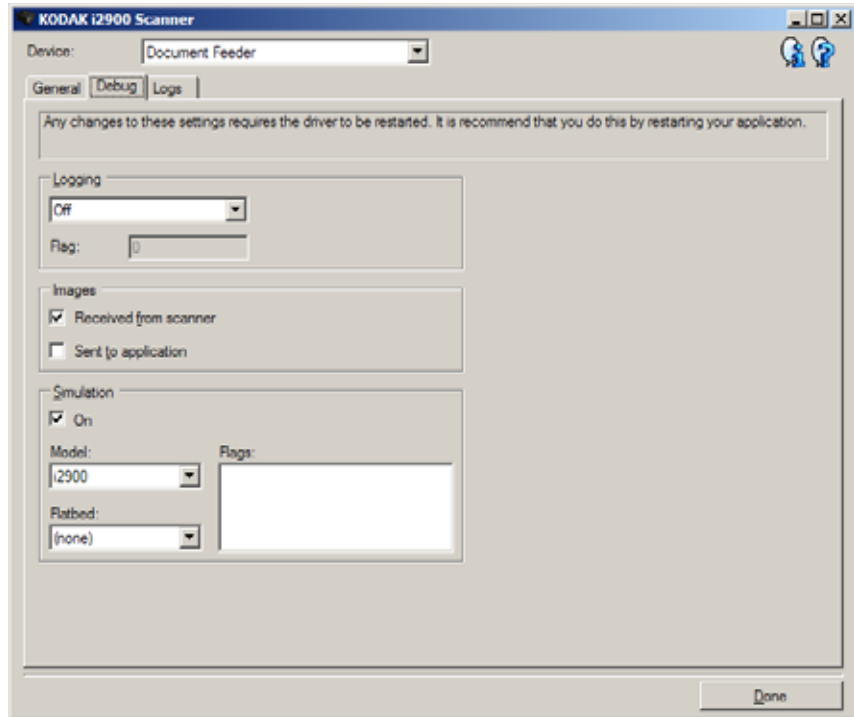 KODAK i2900 Scanner
Device: Document Feeder
General Debug Logs
Any changes to these settings requires the driver to be restarted. It is recommend that you do this by restarting your application.
Logging
Off
Flag: 0
Images
Received from scanner
Sent to application
Simulation
On
Model: Flags:
i2900
Flatbed:
(none)
Done